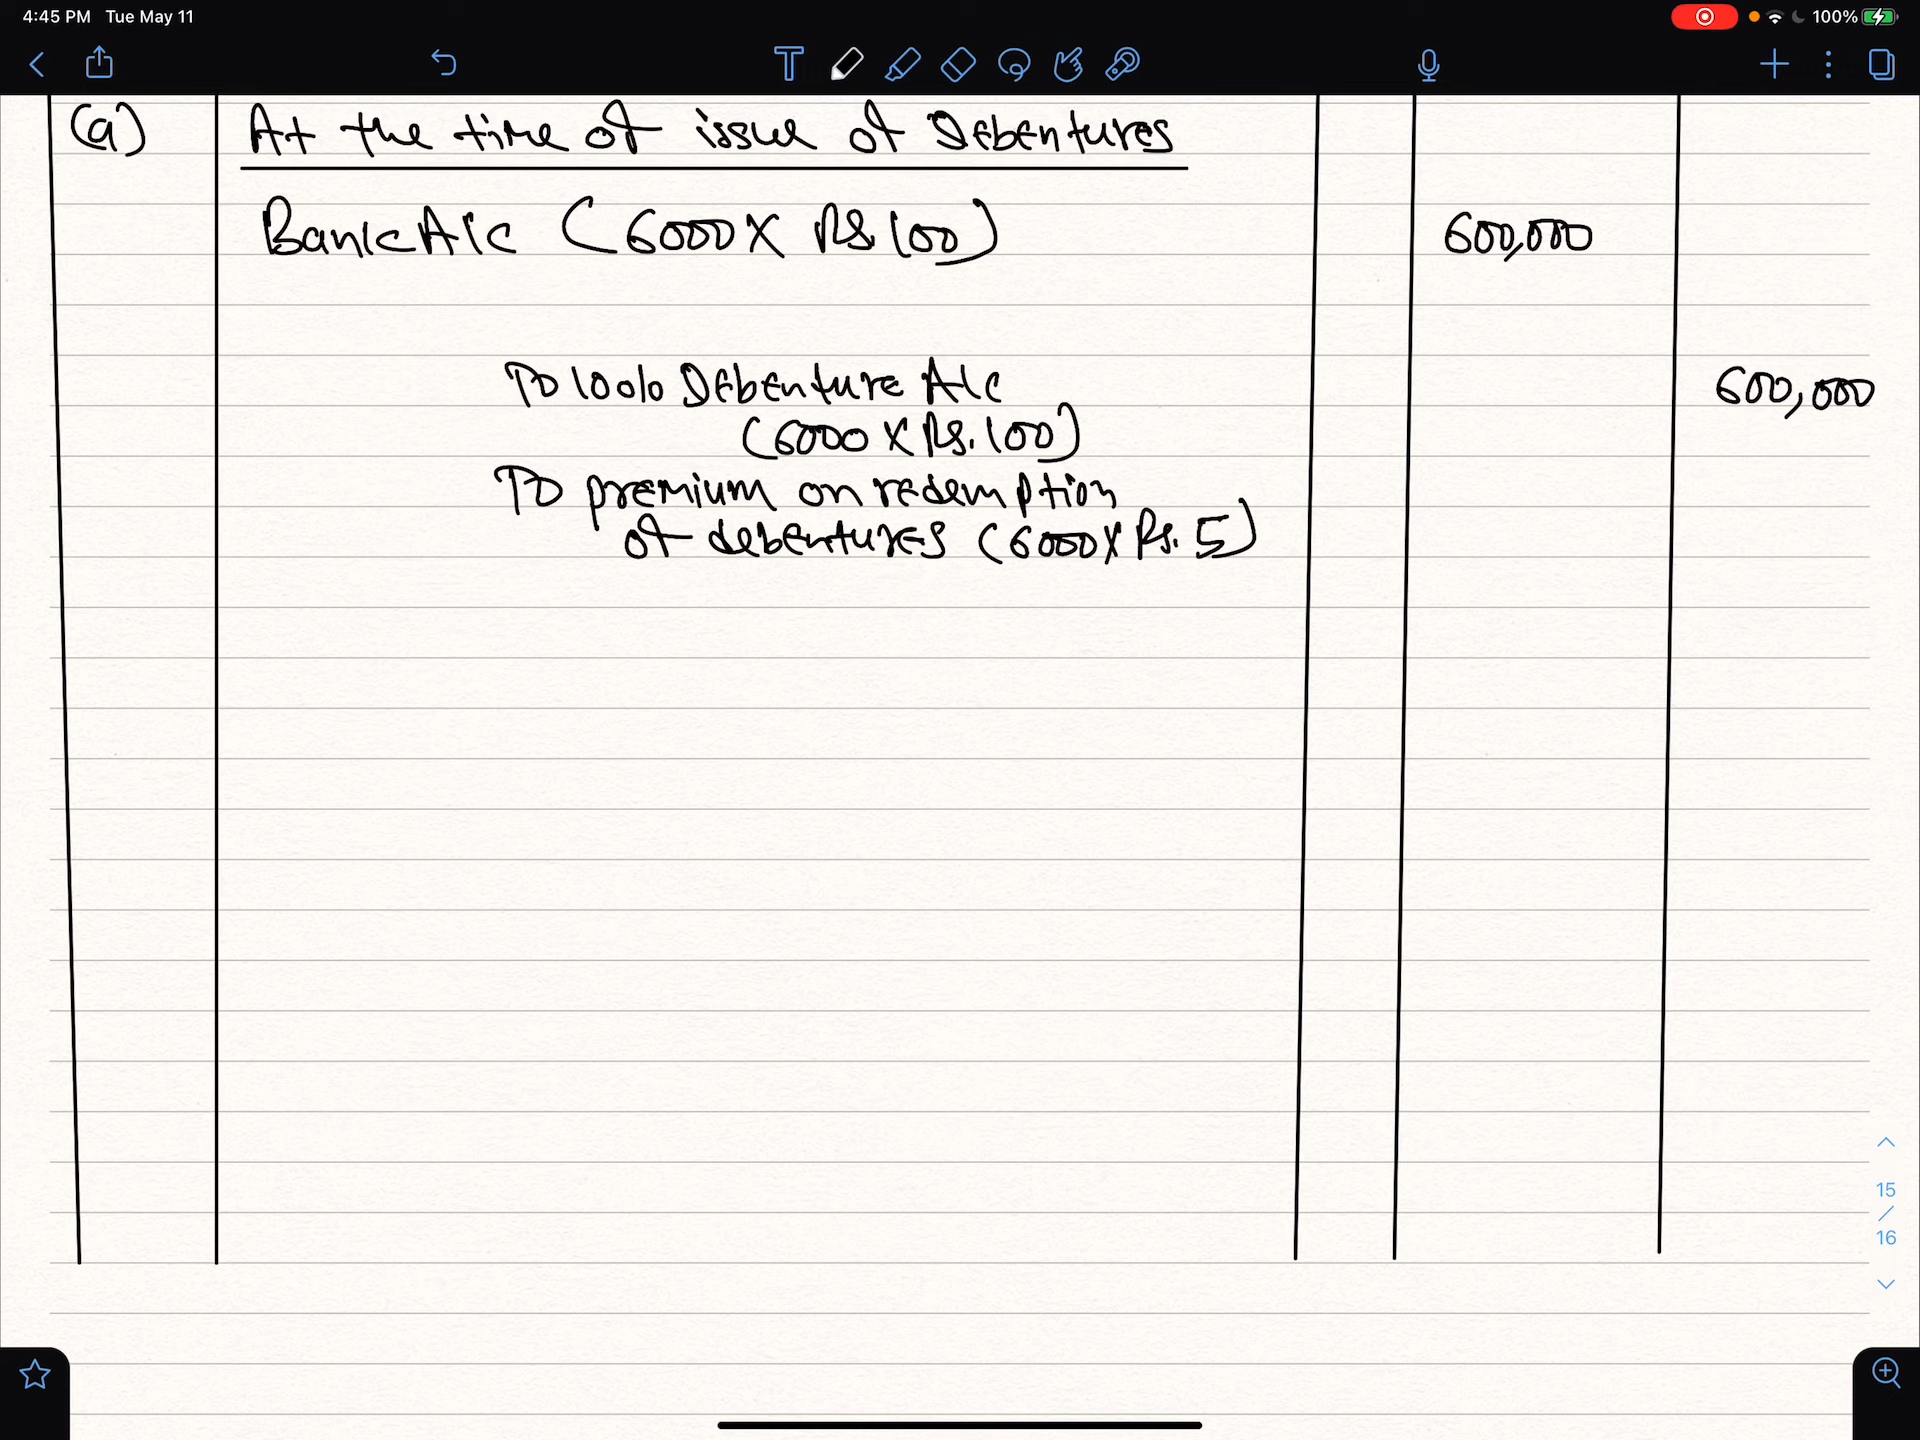 4:45 PM Tue May 11
100%
(a) At the time of issue of Debentures
Bank A/c (6000 X Rs. 100) 600,000
To 10% Debenture A/c 600,000
(6000 X Rs. 100)
To premium on redemption
of debentures (6000 X Rs. 5)
15
/
16